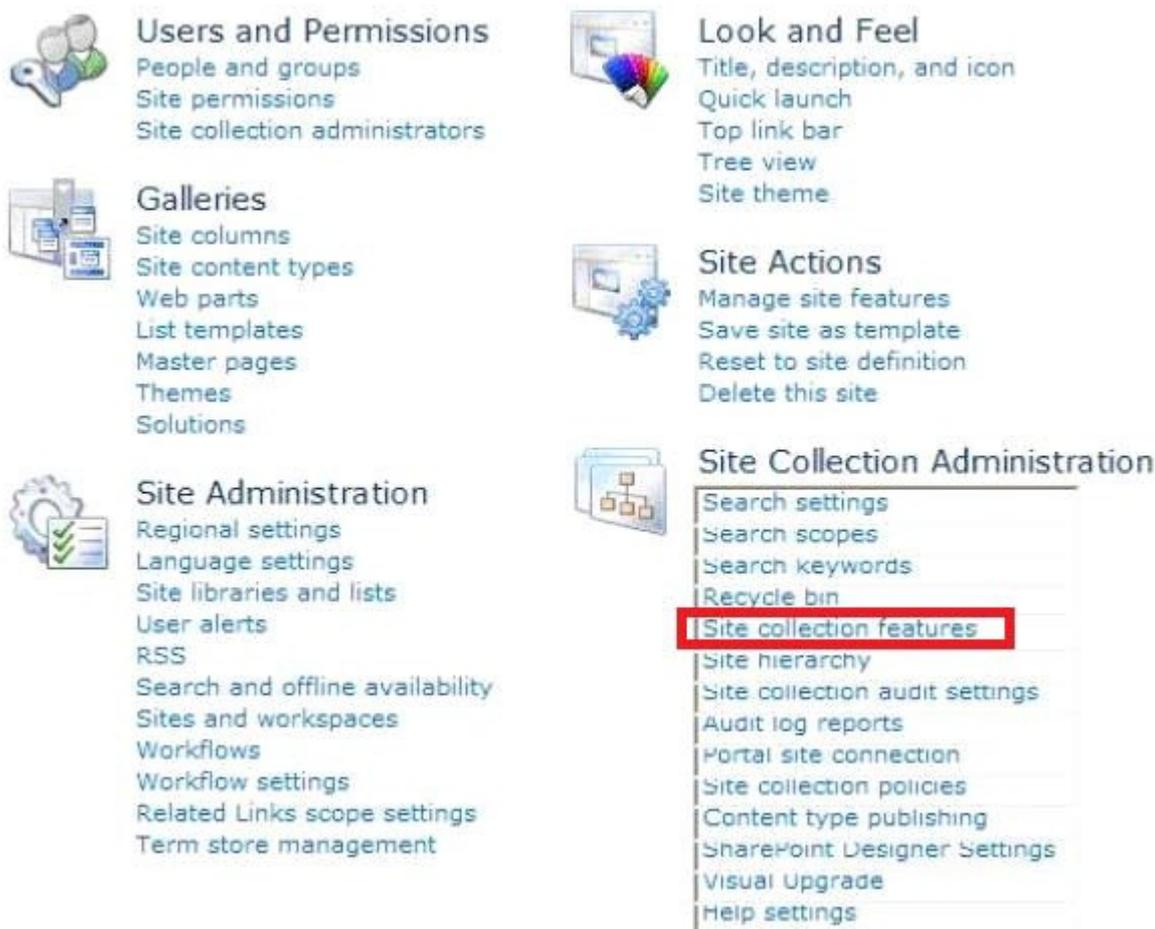 Users and Permissions
People and groups
Site permissions
Site collection administrators
Galleries
Site columns
Site content types
Web parts
List templates
Master pages
Themes
Solutions
Site Administration
Regional settings
Language settings
Site libraries and lists
User alerts
RSS
Search and offline availability
Sites and workspaces
Workflows
Workflow settings
Related Links scope settings
Term store management
Look and Feel
Title, description, and icon
Quick launch
Top link bar
Tree view
Site theme
Site Actions
Manage site features
Save site as template
Reset to site definition
Delete this site
Site Collection Administration
Search settings
Search scopes
Search keywords
Recycle bin
Site collection features
Site hierarchy
Site collection audit settings
Audit log reports
Portal site connection
Site collection policies
Content type publishing
SharePoint Designer Settings
Visual Upgrade
Help settings